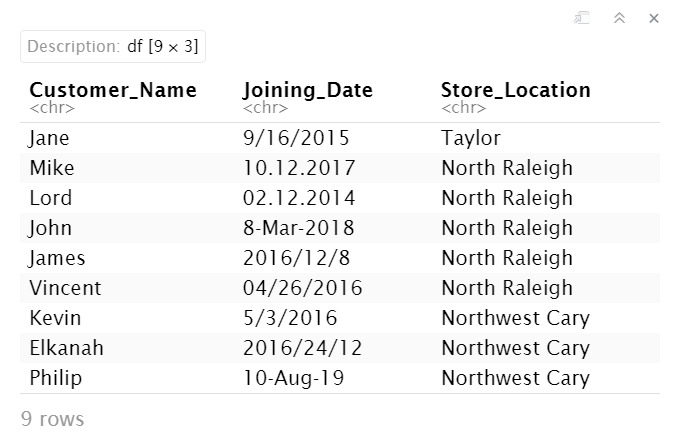 Description: df [9 × 3]
Customer_Name Joining_Date Store_Location
<chr> <chr> <chr>
Jane 9/16/2015 Taylor
Mike 10.12.2017 North Raleigh
Lord 02.12.2014 North Raleigh
John 8-Mar-2018 North Raleigh
James 2016/12/8 North Raleigh
Vincent 04/26/2016 North Raleigh
Kevin 5/3/2016 Northwest Cary
Elkanah 2016/24/12 Northwest Cary
Philip 10-Aug-19 Northwest Cary
9 rows